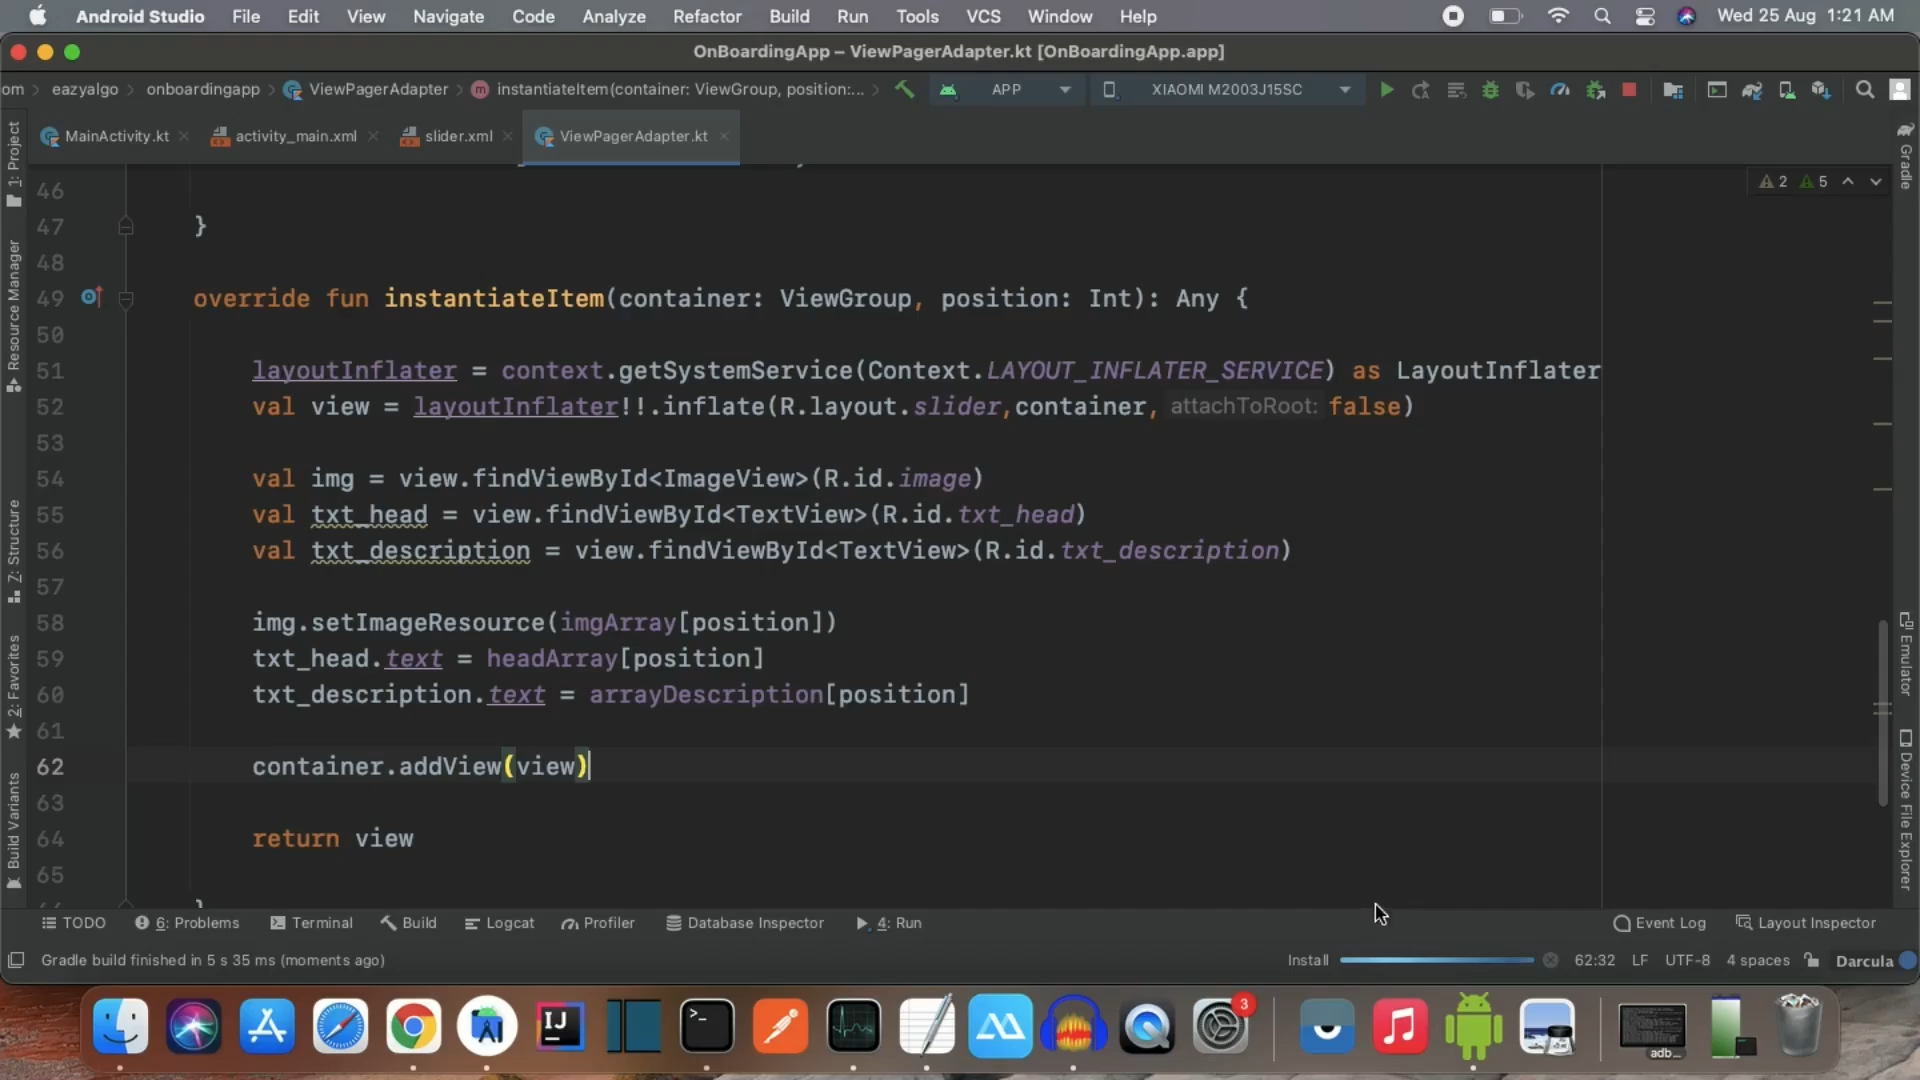 Android Studio File Edit View Navigate Code Analyze Refactor Build Run Tools VCS Window Help Wed 25 Aug 1:21 AM
OnBoardingApp – ViewPagerAdapter.kt [OnBoardingApp.app]
om eazyalgo onboardingapp ViewPagerAdapter m instantiateItem(container: ViewGroup, position:... APP XIAOMI M2003J15SC
MainActivity.kt activity_main.xml slider.xml ViewPagerAdapter.kt
1: Project
Resource Manager
Z: Structure
2: Favorites
Build Variants
Gradle
Emulator
Device File Explorer
2 5
46
47 }
48
49 override fun instantiateItem(container: ViewGroup, position: Int): Any {
50
51 layoutInflater = context.getSystemService(Context.LAYOUT_INFLATER_SERVICE) as LayoutInflater
52 val view = layoutInflater!!.inflate(R.layout.slider,container, attachToRoot: false)
53
54 val img = view.findViewById<ImageView>(R.id.image)
55 val txt_head = view.findViewById<TextView>(R.id.txt_head)
56 val txt_description = view.findViewById<TextView>(R.id.txt_description)
57
58 img.setImageResource(imgArray[position])
59 txt_head.text = headArray[position]
60 txt_description.text = arrayDescription[position]
61
62 container.addView(view)
63
64 return view
65
TODO 6: Problems Terminal Build Logcat Profiler Database Inspector 4: Run Event Log Layout Inspector
Gradle build finished in 5 s 35 ms (moments ago) Install 62:32 LF UTF-8 4 spaces Darcula
IJ
>_
3
adb...